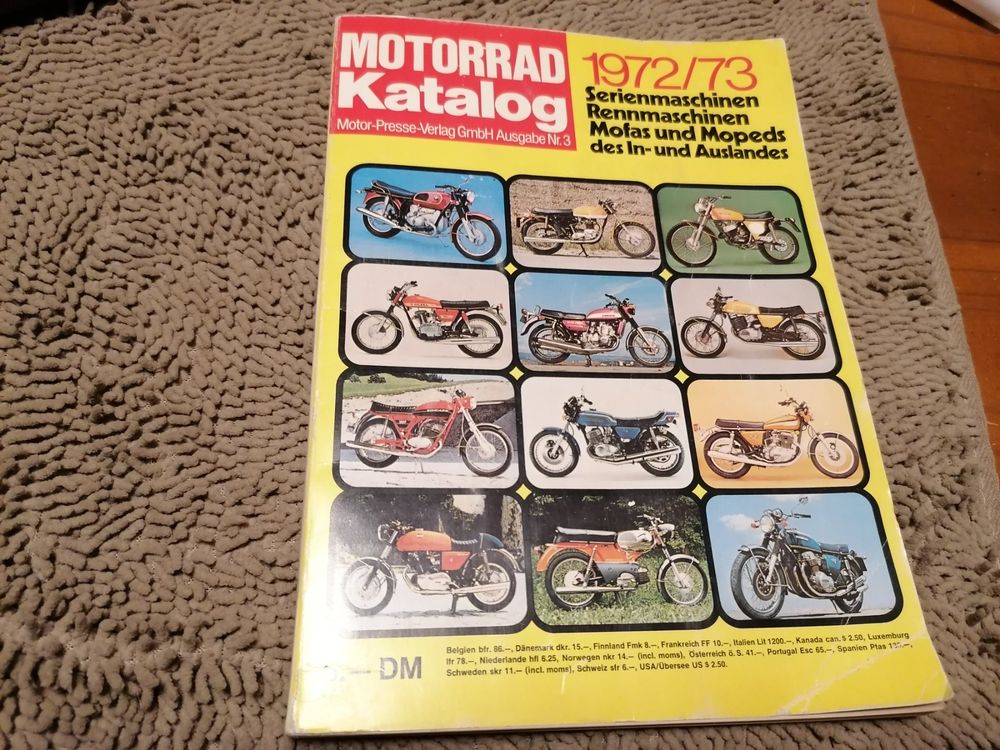 MOTORRAD
Katalog
Motor-Presse-Verlag GmbH Ausgabe Nr. 3
1972/73
Serienmaschinen
Rennmaschinen
Mofas und Mopeds
des In- und Auslandes
.— DM
Belgien bfr. 86.—, Dänemark dkr. 15.—, Finnland Fmk 8.—, Frankreich FF 10.—, Italien Lit 1200.—, Kanada can. $ 2.50, Luxemburg
lfr 78.—, Niederlande hfl 6.25, Norwegen nkr 14.— (incl. moms), Österreich ö. S. 41.—, Portugal Esc 65.—, Spanien Ptas
Schweden skr 11.— (incl. moms), Schweiz sfr 6.—, USA/Übersee US $ 2.50.